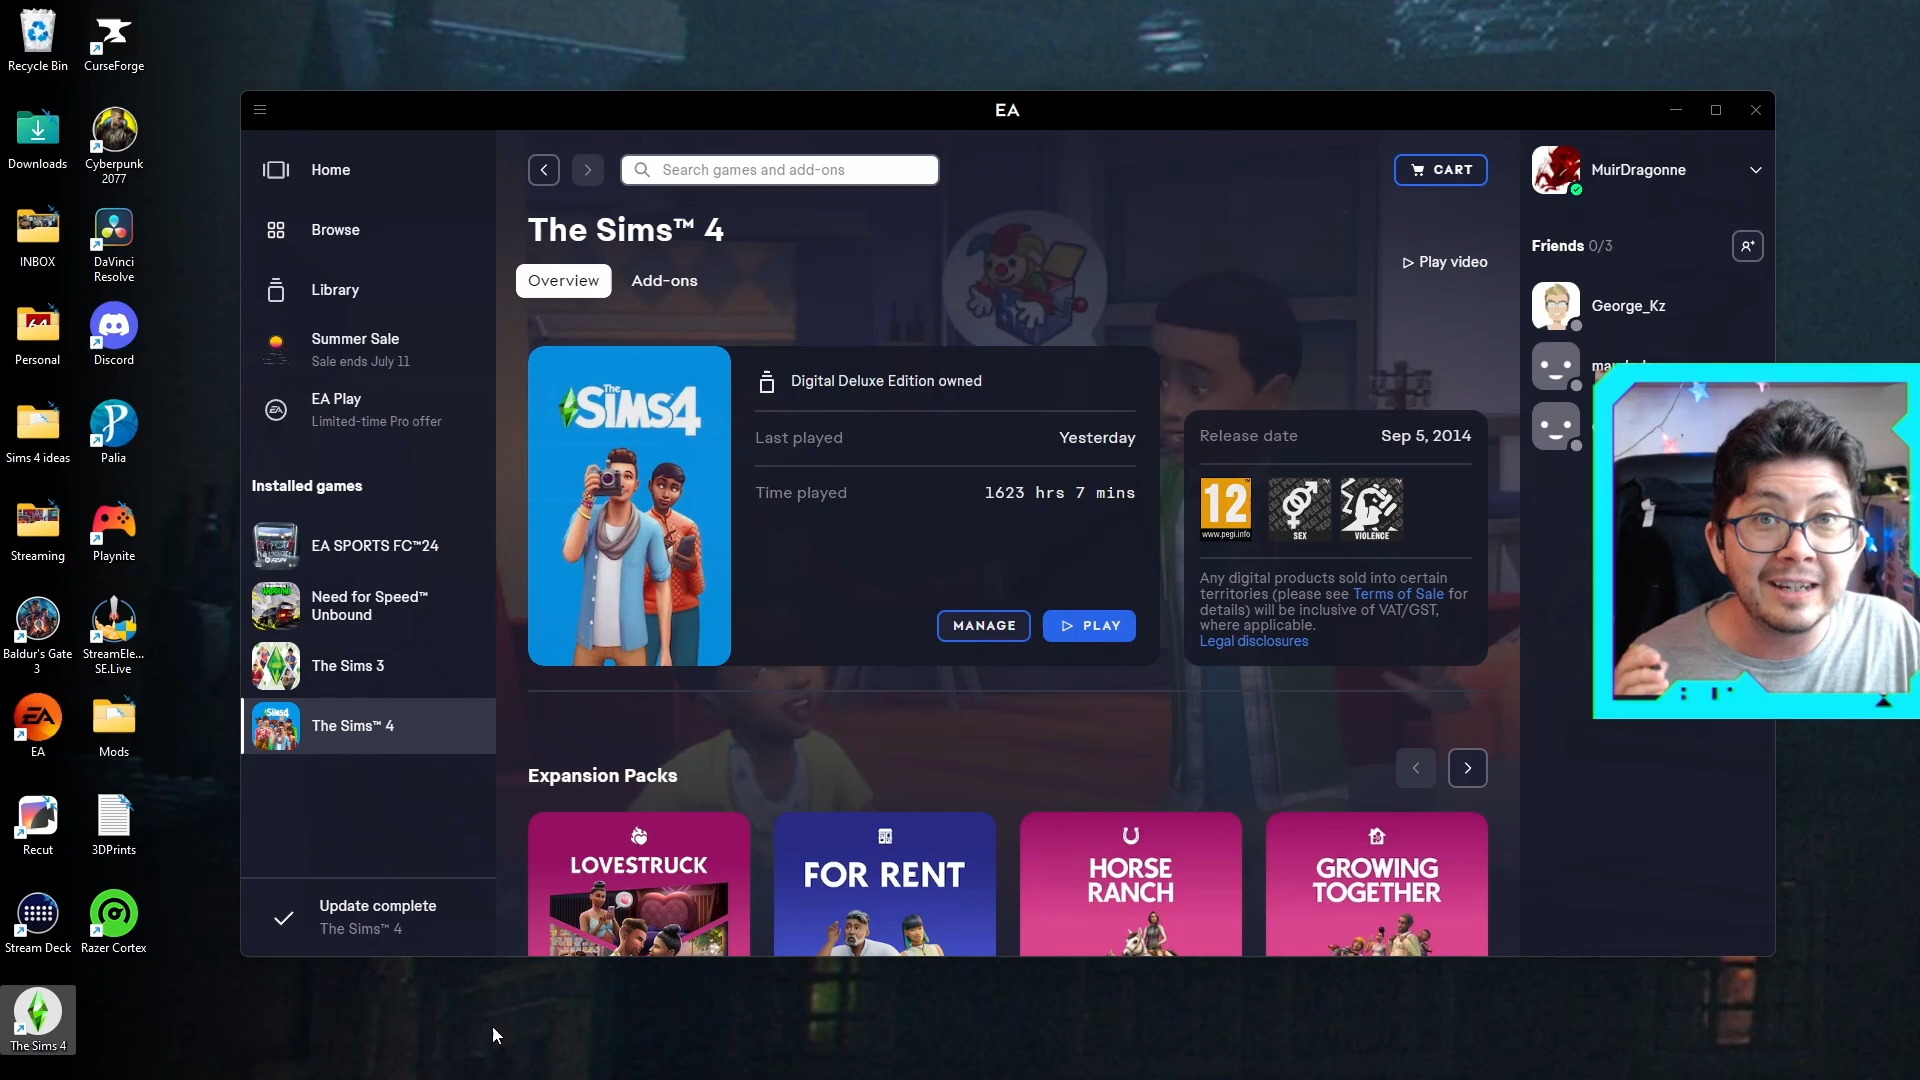 Recycle Bin
CurseForge
Downloads
Cyberpunk
2077
INBOX
DaVinci
Resolve
Personal
Discord
Sims 4 ideas
Palia
Streaming
Playnite
Baldur's Gate
3
StreamEle...
SE.Live
EA
Mods
Recut
3DPrints
Stream Deck
Razer Cortex
The Sims 4
EA
Home
Browse
Library
Summer Sale
Sale ends July 11
EA Play
Limited-time Pro offer
Installed games
EA SPORTS FC™24
Need for Speed™
Unbound
The Sims 3
The Sims™ 4
Update complete
The Sims™ 4
Search games and add-ons
CART
The Sims™ 4
Overview
Add-ons
Play video
The SIMS 4
Digital Deluxe Edition owned
Last played
Yesterday
Time played
1623 hrs 7 mins
MANAGE
PLAY
Release date
Sep 5, 2014
12
www.pegi.info
SEX
VIOLENCE
Any digital products sold into certain
territories (please see Terms of Sale for
details) will be inclusive of VAT/GST,
where applicable.
Legal disclosures
Expansion Packs
LOVESTRUCK
FOR RENT
HORSE
RANCH
GROWING
TOGETHER
MuirDragonne
Friends 0/3
George_Kz